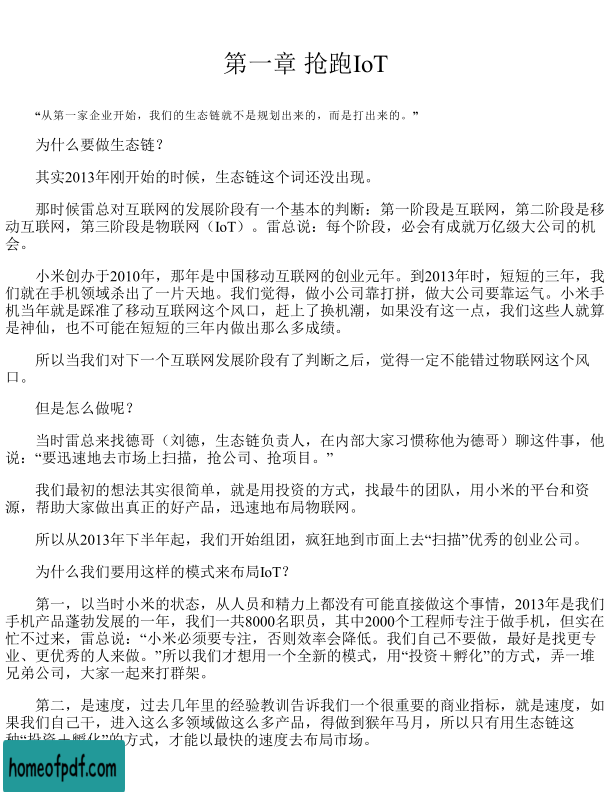 第一章 抢跑IoT
“从第一家企业开始，我们的生态链就不是规划出来的，而是打出来的。”
为什么要做生态链？
其实2013年刚开始的时候，生态链这个词还没出现。
那时候雷总对互联网的发展阶段有一个基本的判断：第一阶段是互联网，第二阶段是移
动互联网，第三阶段是物联网（IoT）。雷总说：每个阶段，必会有成就万亿级大公司的机
会。
小米创办于2010年，那年是中国移动互联网的创业元年。到2013年时，短短的三年，我
们就在手机领域杀出了一片天地。我们觉得，做小公司靠打拼，做大公司要靠运气。小米手
机当年就是踩准了移动互联网这个风口，赶上了换机潮，如果没有这一点，我们这些人就算
是神仙，也不可能在短短的三年内做出那么多成绩。
所以当我们对下一个互联网发展阶段有了判断之后，觉得一定不能错过物联网这个风
口。
但是怎么做呢？
当时雷总来找德哥（刘德，生态链负责人，在内部大家习惯称他为德哥）聊这件事，他
说：“要迅速地去市场上扫描，抢公司、抢项目。”
我们最初的想法其实很简单，就是用投资的方式，找最牛的团队，用小米的平台和资
源，帮助大家做出真正的好产品，迅速地布局物联网。
所以从2013年下半年起，我们开始组团，疯狂地到市面上去“扫描”优秀的创业公司。
为什么我们要用这样的模式来布局IoT？
第一，以当时小米的状态，从人员和精力上都没有可能直接做这个事情，2013年是我们
手机产品蓬勃发展的一年，我们一共8000名职员，其中2000个工程师专注于做手机，但实在
忙不过来，雷总说：“小米必须要专注，否则效率会降低。我们自己不要做，最好是找更专
业、更优秀的人来做。”所以我们才想用一个全新的模式，用“投资＋孵化”的方式，弄一堆
兄弟公司，大家一起来打群架。
第二，是速度，过去几年里的经验教训告诉我们一个很重要的商业指标，就是速度，如
果我们自己干，进入这么多领域做这么多产品，得做到猴年马月，所以只有用生态链这
种“投资＋孵化”的方式，才能以最快的速度去布局市场。
homeofpdf.com